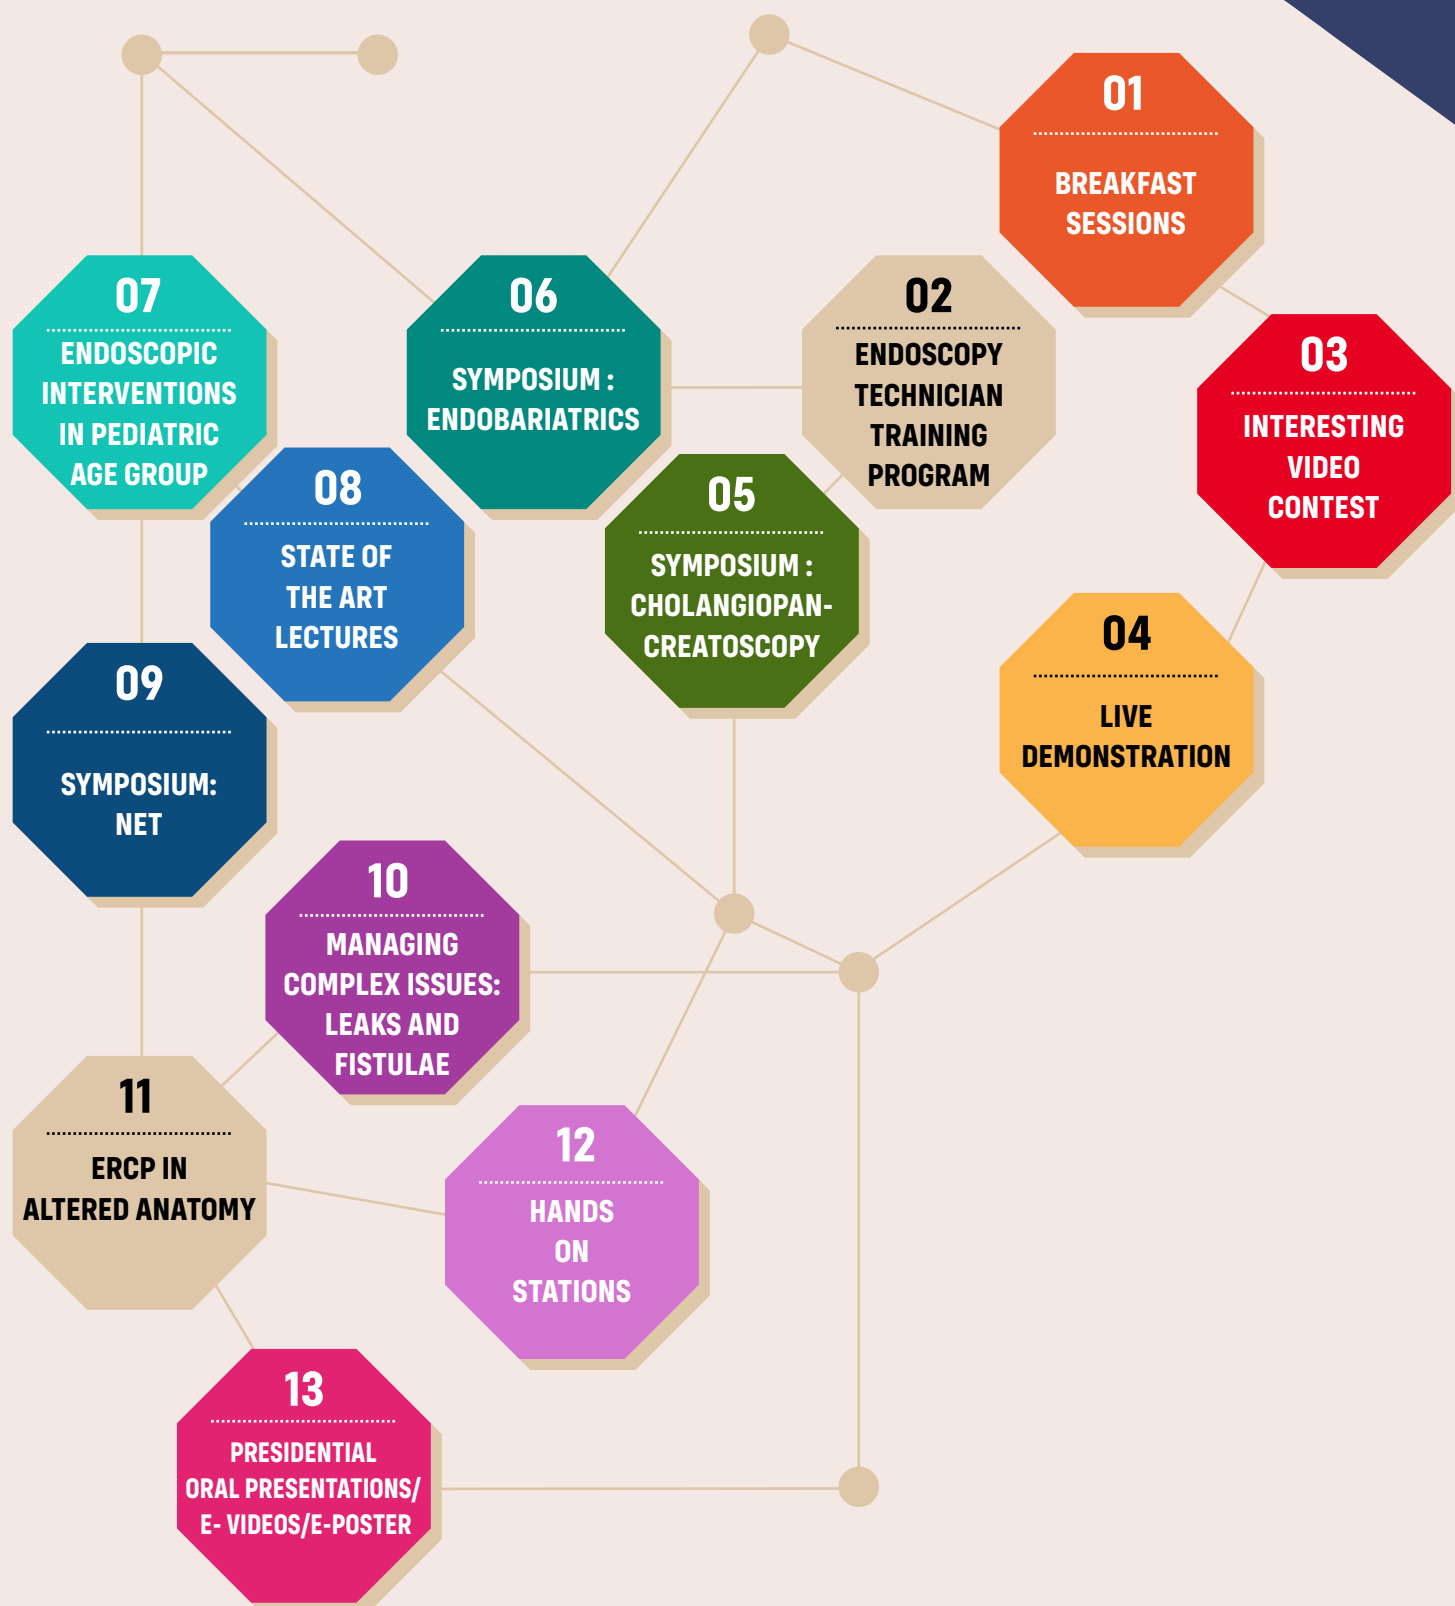 01
BREAKFAST
SESSIONS
02
ENDOSCOPY
TECHNICIAN
TRAINING
PROGRAM
03
INTERESTING
VIDEO
CONTEST
04
LIVE
DEMONSTRATION
05
SYMPOSIUM :
CHOLANGIOPAN-
CREATOSCOPY
06
SYMPOSIUM :
ENDOBARIATRICS
07
ENDOSCOPIC
INTERVENTIONS
IN PEDIATRIC
AGE GROUP
08
STATE OF
THE ART
LECTURES
09
SYMPOSIUM:
NET
10
MANAGING
COMPLEX ISSUES:
LEAKS AND
FISTULAE
11
ERCP IN
ALTERED ANATOMY
12
HANDS
ON
STATIONS
13
PRESIDENTIAL
ORAL PRESENTATIONS/
E- VIDEOS/E-POSTER